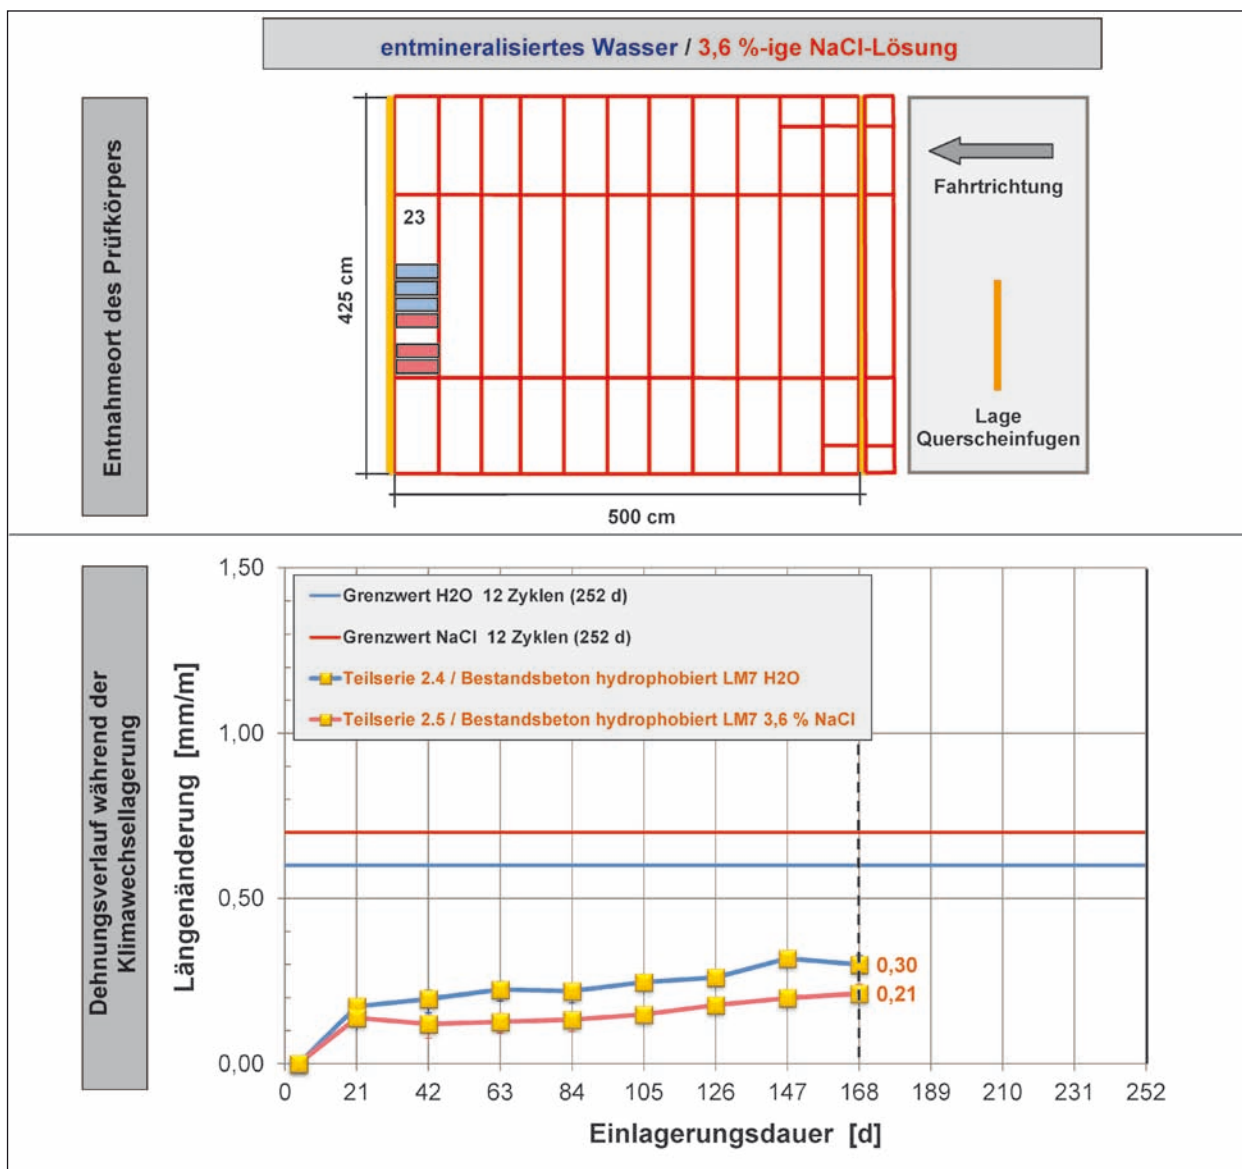 entmineralisiertes Wasser / 3,6 %-ige NaCl-Lösung
Entnahmeort des Prüfkörpers
425 cm
23
500 cm
Fahrtrichtung
Lage
Querscheinfugen
Dehnungsverlauf während der
Klimawechsellagerung
Längenänderung [mm/m]
1,50
1,00
0,50
0,00
Grenzwert H2O 12 Zyklen (252 d)
Grenzwert NaCl 12 Zyklen (252 d)
Teilserie 2.4 / Bestandsbeton hydrophobiert LM7 H2O
Teilserie 2.5 / Bestandsbeton hydrophobiert LM7 3,6 % NaCl
0,30
0,21
0 21 42 63 84 105 126 147 168 189 210 231 252
Einlagerungsdauer [d]